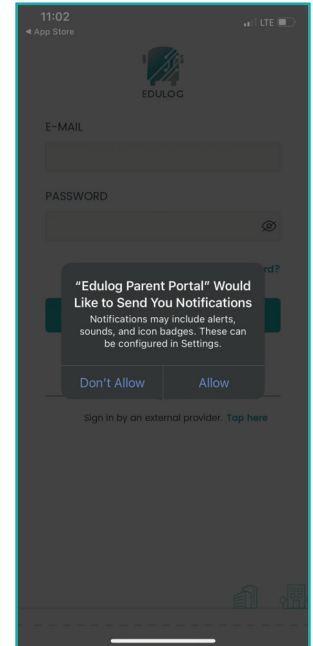 11:02
LTE
◀ App Store
EDULOG
E-MAIL
PASSWORD
rd?
"Edulog Parent Portal" Would
Like to Send You Notifications
Notifications may include alerts,
sounds, and icon badges. These can
be configured in Settings.
Don't Allow
Allow
Sign in by an external provider. Tap here